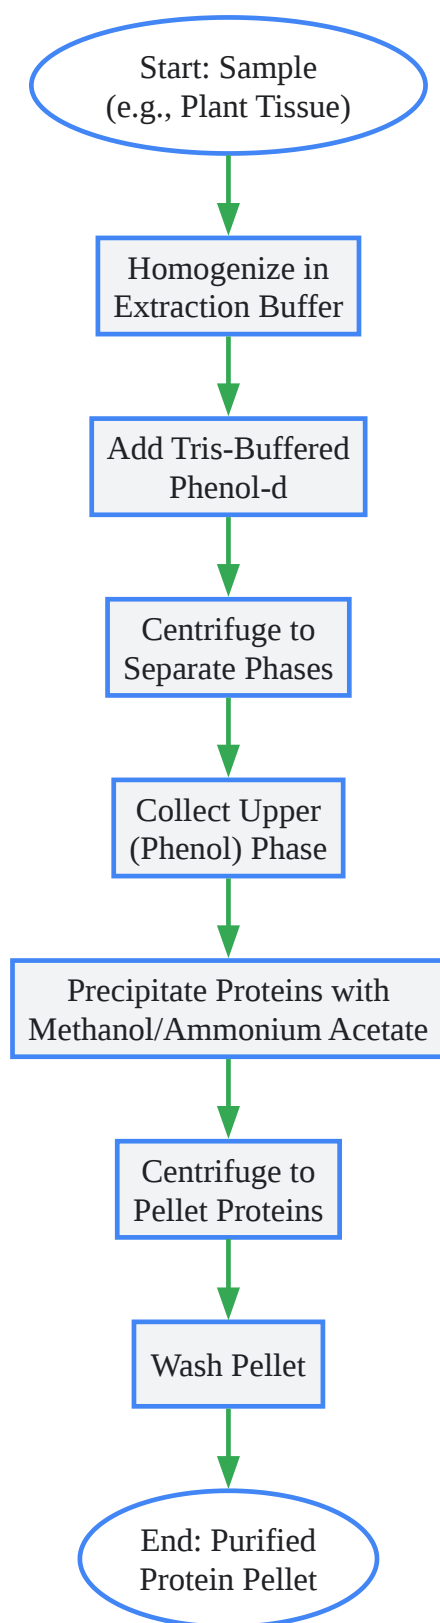 Start: Sample
(e.g., Plant Tissue)
Homogenize in
Extraction Buffer
Add Tris-Buffered
Phenol-d
Centrifuge to
Separate Phases
Collect Upper
(Phenol) Phase
Precipitate Proteins with
Methanol/Ammonium Acetate
Centrifuge to
Pellet Proteins
Wash Pellet
End: Purified
Protein Pellet